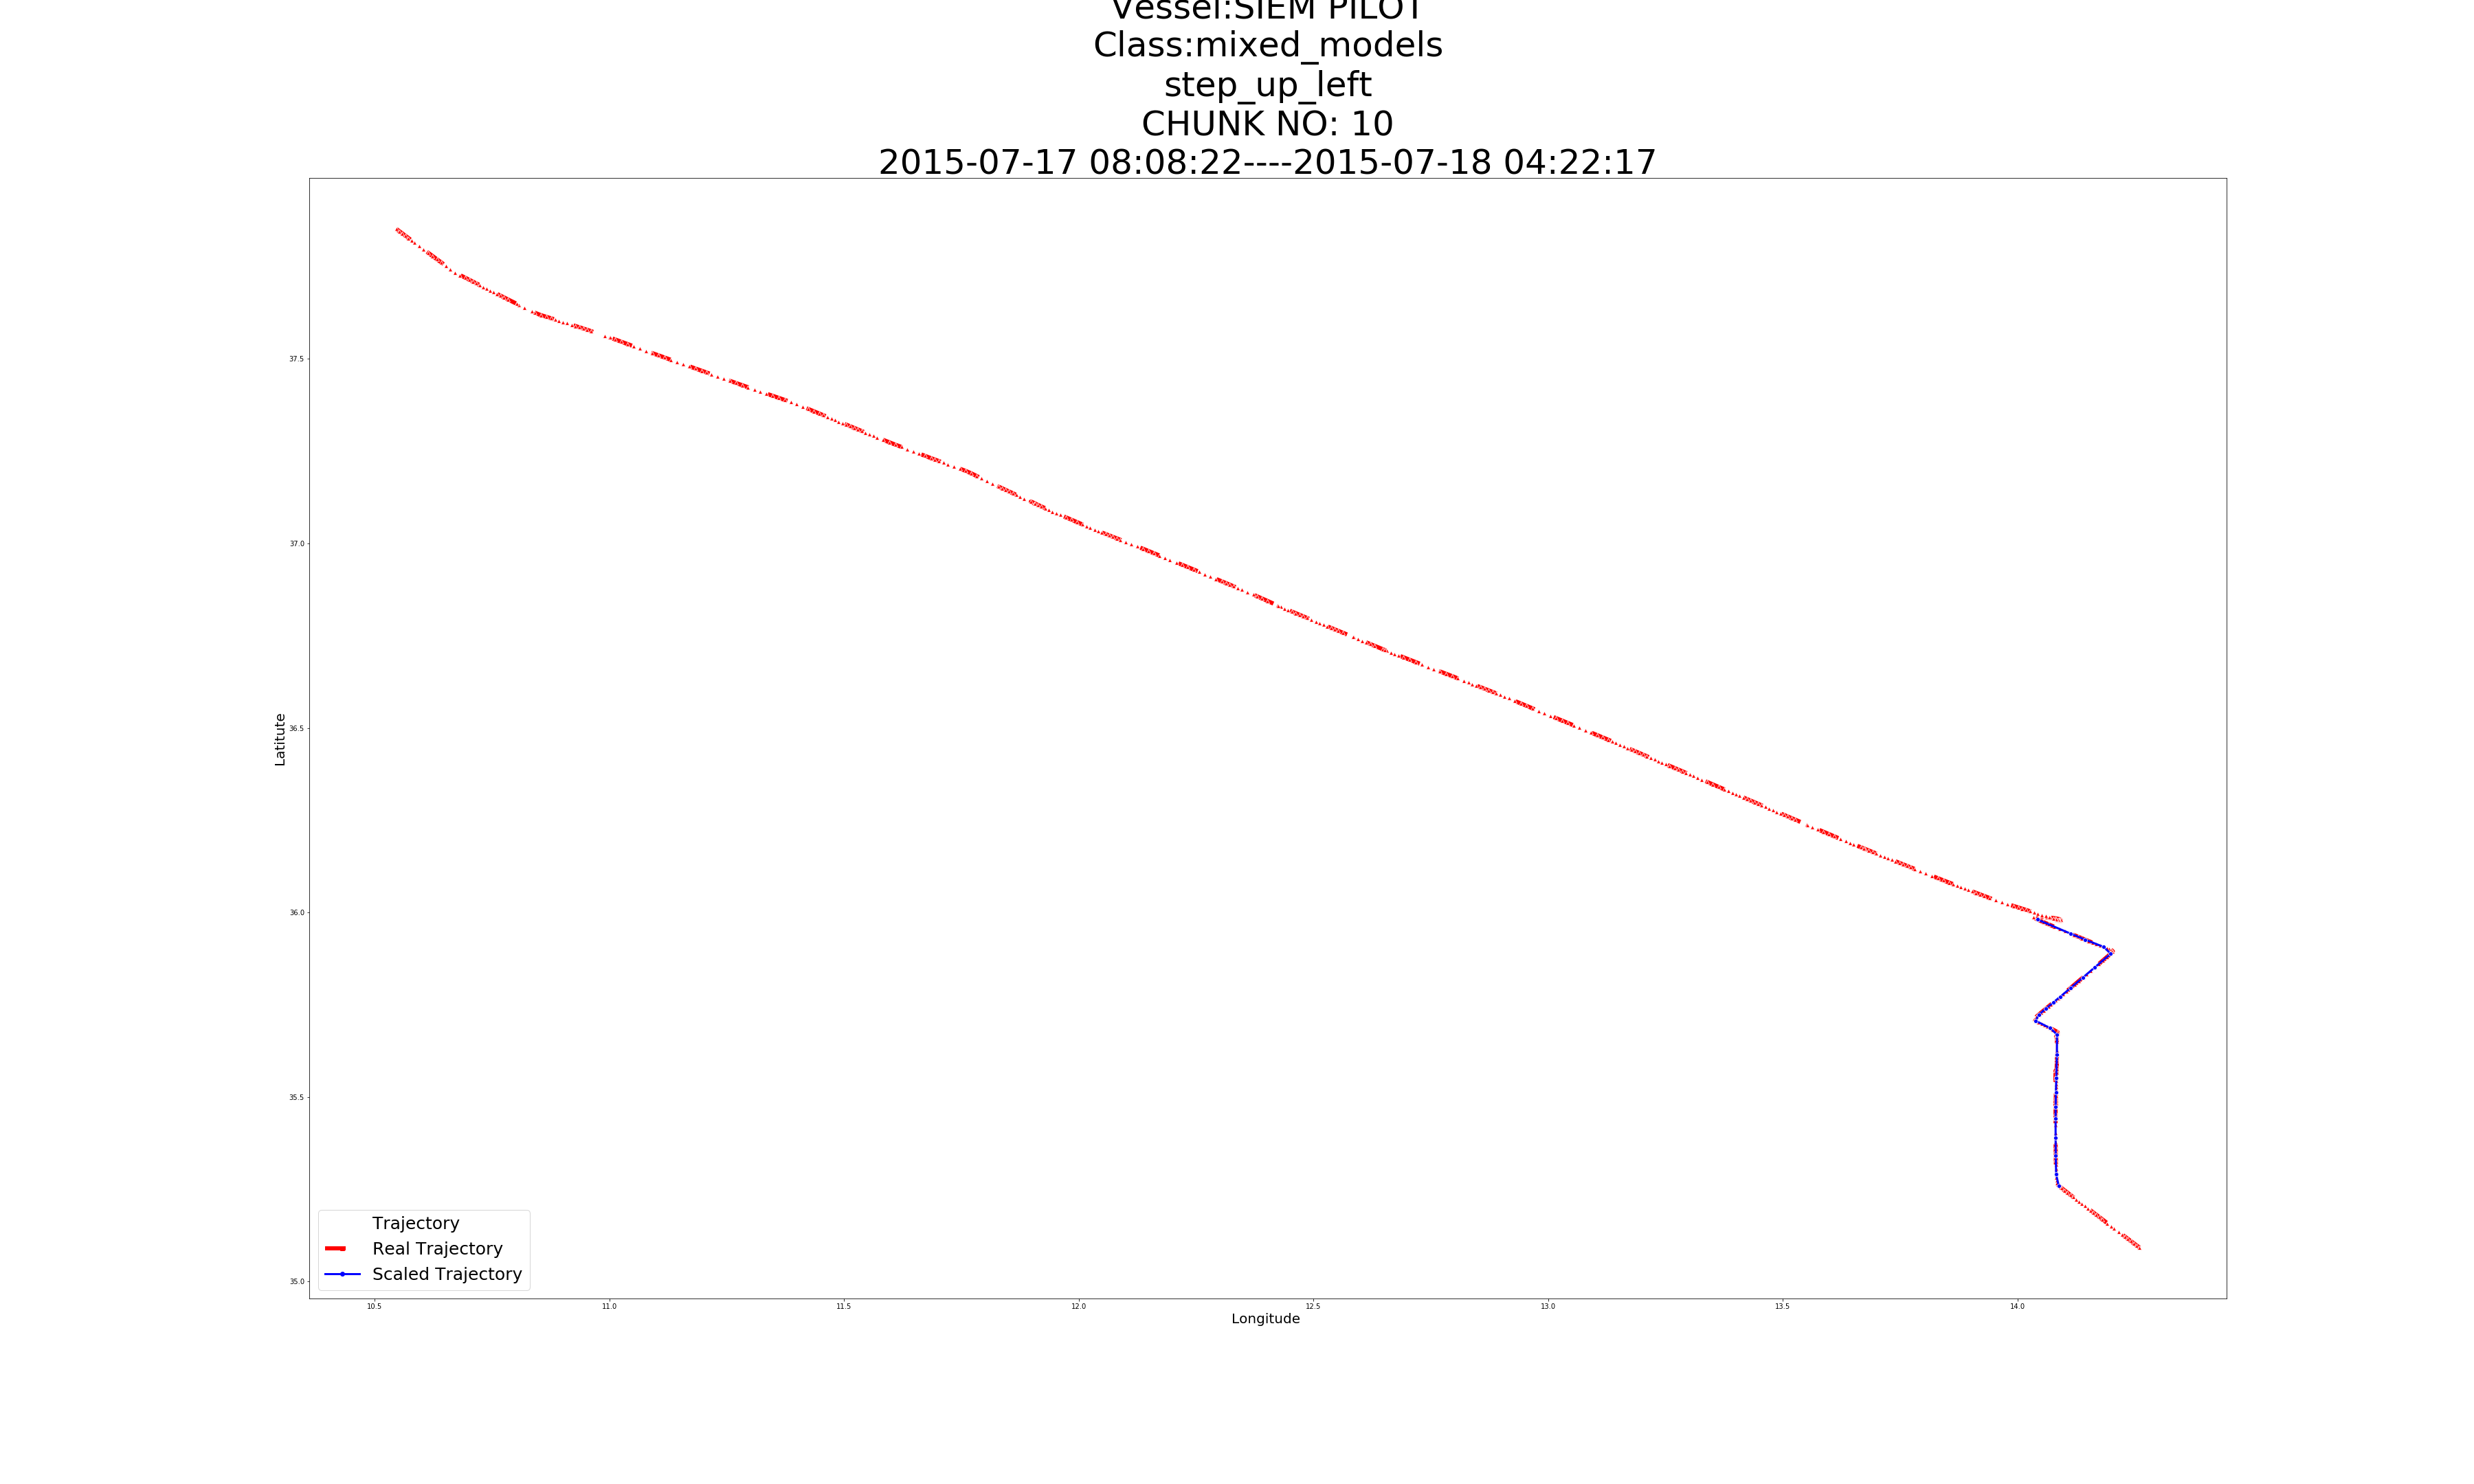 Vessel:SIEM PILOT
Class:mixed_models
step_up_left
CHUNK NO: 10
2015-07-17 08:08:22----2015-07-18 04:22:17
37.5
37.0
36.5
36.0
35.5
35.0
Latitute
Trajectory
Real Trajectory
Scaled Trajectory
10.5 11.0 11.5 12.0 12.5 13.0 13.5 14.0
Longitude